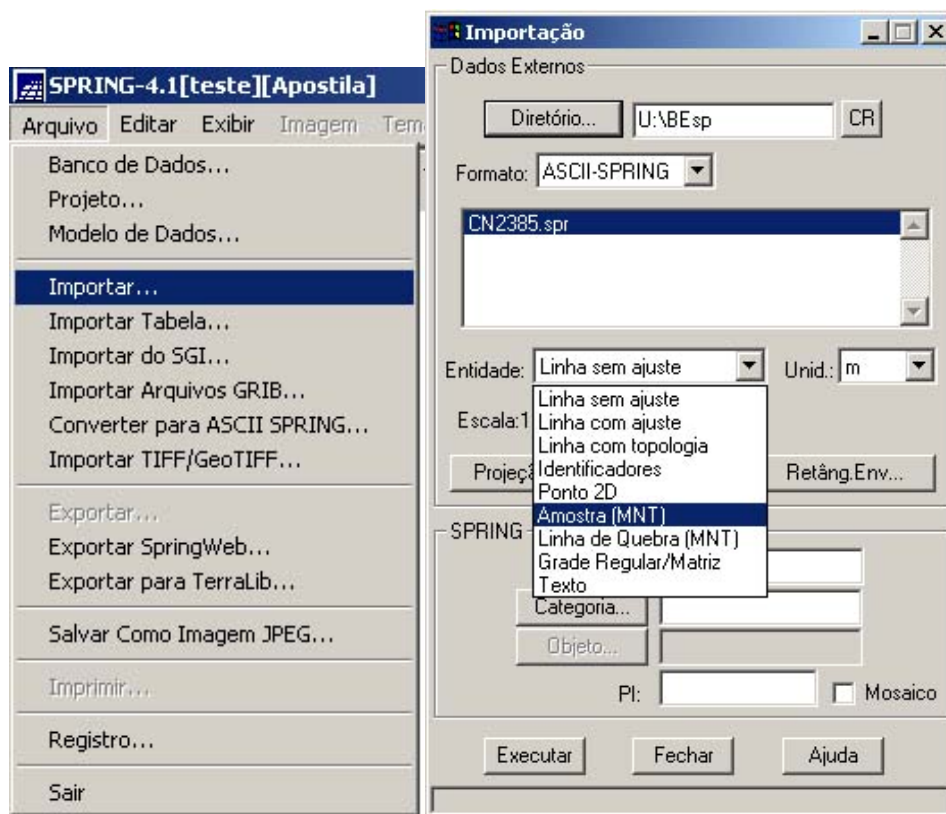 SPRING-4.1[teste][Apostila]
Arquivo Editar Exibir Imagem Tem
Banco de Dados...
Projeto...
Modelo de Dados...
Importar...
Importar Tabela...
Importar do SGI...
Importar Arquivos GRIB...
Converter para ASCII SPRING...
Importar TIFF/GeoTIFF...
Exportar...
Exportar SpringWeb...
Exportar para TerraLib...
Salvar Como Imagem JPEG...
Imprimir...
Registro...
Sair
Importação
Dados Externos
Diretório... U:\BEsp CR
Formato: ASCII-SPRING
CN2385.spr
Entidade: Linha sem ajuste Unid.: m
Linha sem ajuste
Escala:1 Linha com ajuste
Linha com topologia
Projeçã Identificadores Retâng.Env...
Ponto 2D
Amostra (MNT)
SPRING Linha de Quebra (MNT)
Grade Regular/Matriz
Texto
Categoria...
Objeto...
PI: Mosaico
Executar Fechar Ajuda